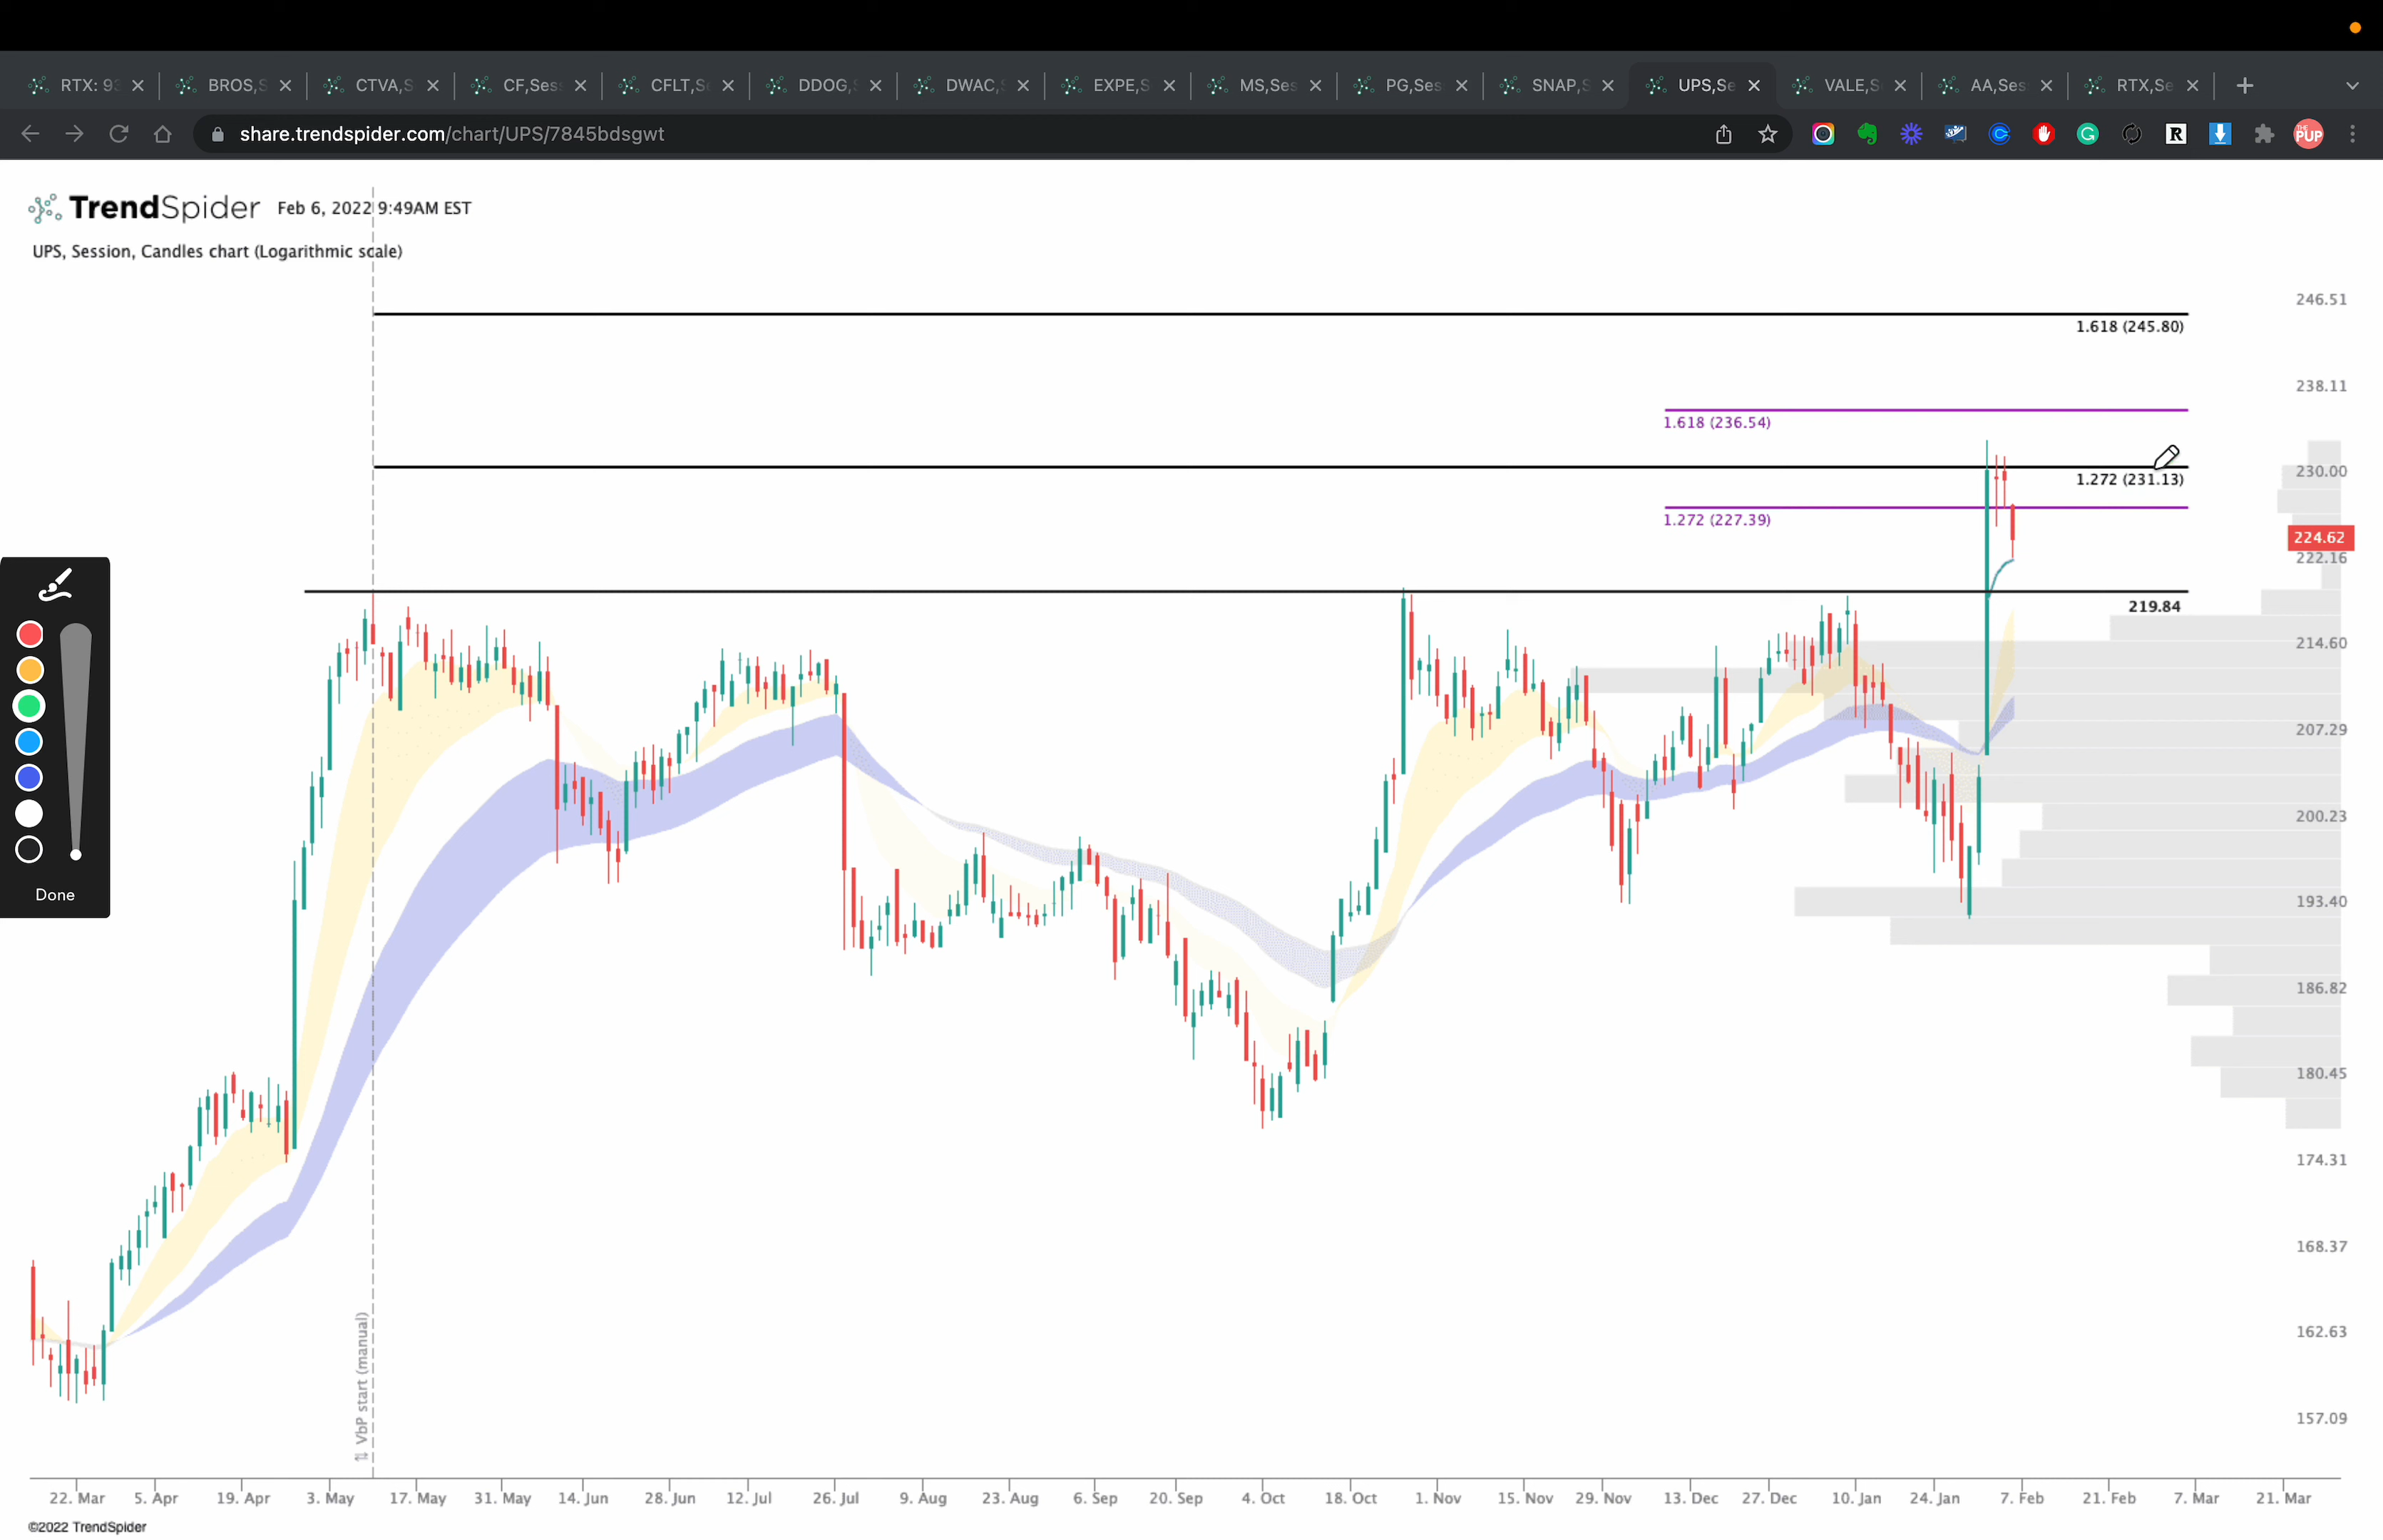 RTX: 93
BROS,S
CTVA,S
CF,Ses
CFLT,S
DDOG,
DWAC,
EXPE,S
MS,Ses
PG,Ses
SNAP,S
UPS,Se
VALE,S
AA,Ses
RTX,Se
share.trendspider.com/chart/UPS/7845bdsgwt
R
THE
PUP
TrendSpider Feb 6, 2022 9:49AM EST
UPS, Session, Candles chart (Logarithmic scale)
246.51
1.618 (245.80)
238.11
1.618 (236.54)
230.00
1.272 (231.13)
1.272 (227.39)
224.62
222.16
219.84
214.60
207.29
200.23
193.40
186.82
180.45
174.31
168.37
162.63
157.09
Done
VbP start (manual)
22. Mar 5. Apr 19. Apr 3. May 17. May 31. May 14. Jun 28. Jun 12. Jul 26. Jul 9. Aug 23. Aug 6. Sep 20. Sep 4. Oct 18. Oct 1. Nov 15. Nov 29. Nov 13. Dec 27. Dec 10. Jan 24. Jan 7. Feb 21. Feb 7. Mar 21. Mar
©2022 TrendSpider